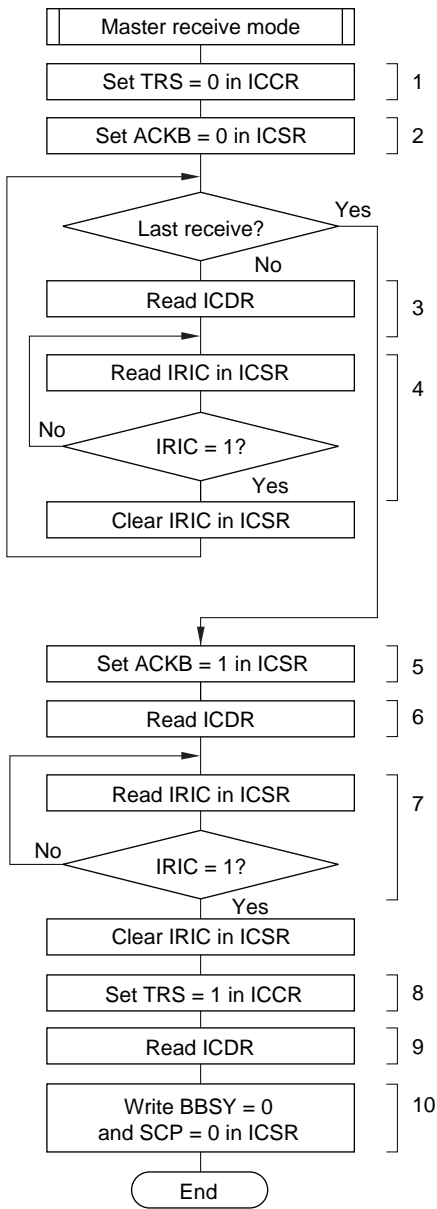 Master receive mode
Set TRS = 0 in ICCR
1
Set ACKB = 0 in ICSR
2
Last receive?
Yes
No
Read ICDR
3
Read IRIC in ICSR
4
No
IRIC = 1?
Yes
Clear IRIC in ICSR
Set ACKB = 1 in ICSR
5
Read ICDR
6
Read IRIC in ICSR
7
No
IRIC = 1?
Yes
Clear IRIC in ICSR
Set TRS = 1 in ICCR
8
Read ICDR
9
Write BBSY = 0
and SCP = 0 in ICSR
10
End